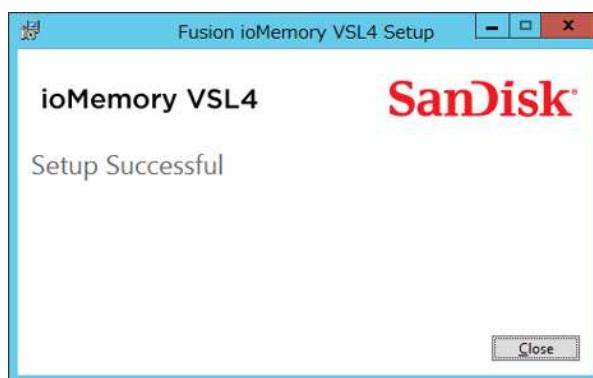 Fusion ioMemory VSL4 Setup
ioMemory VSL4
SanDisk®
Setup Successful
Close